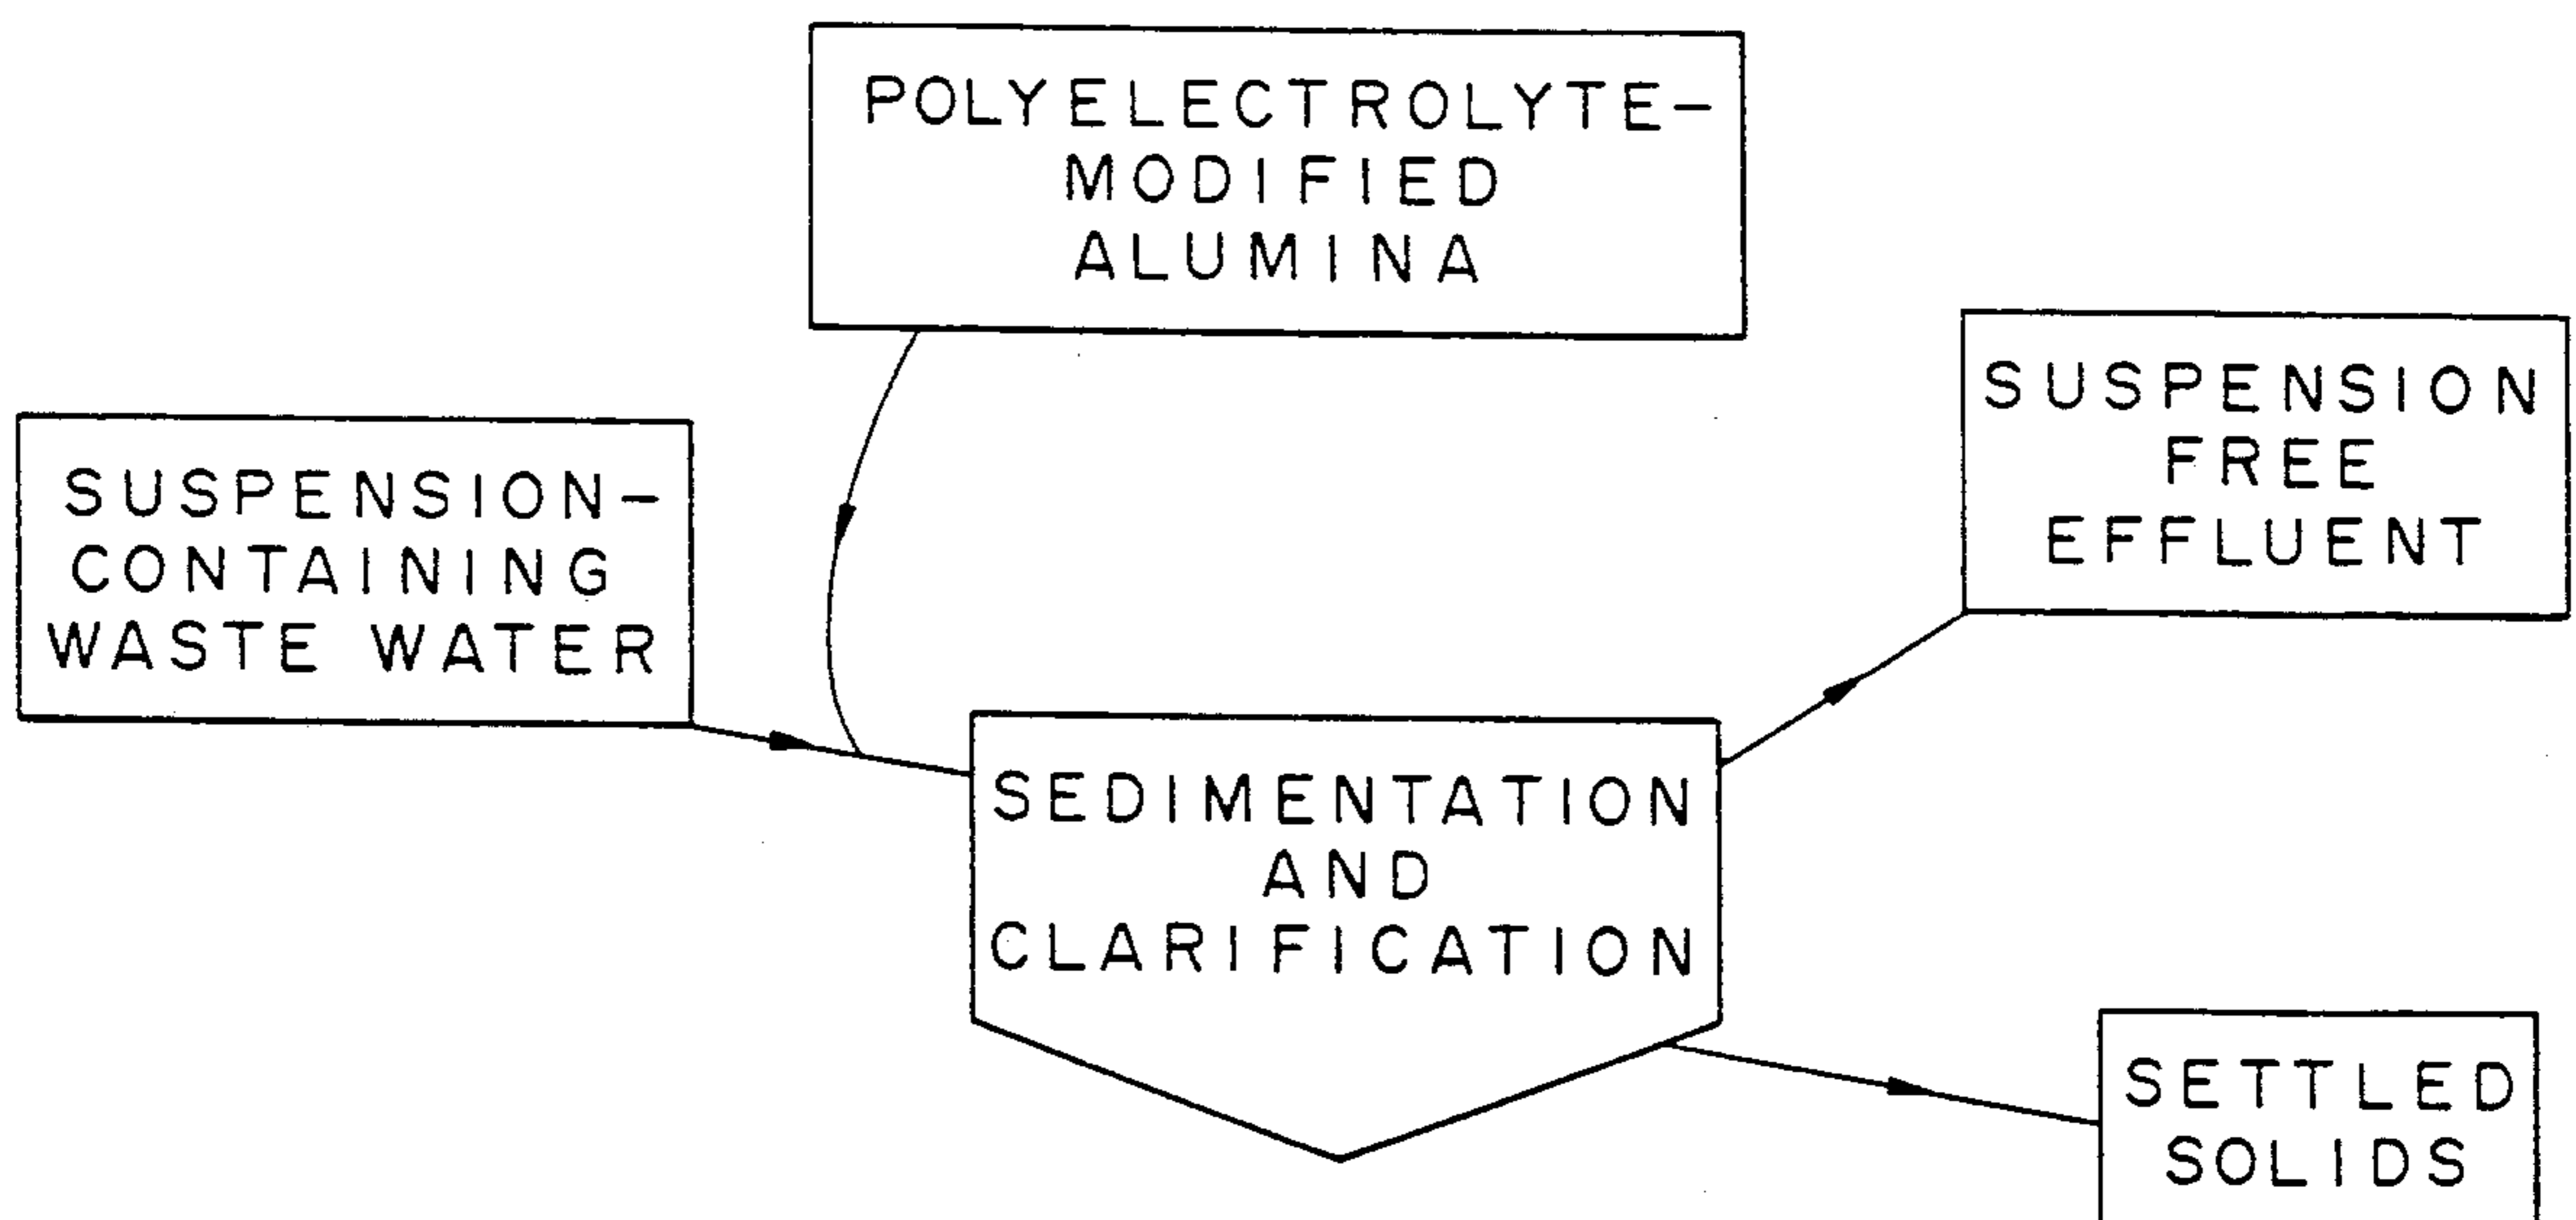 POLYELECTROLYTE-
MODIFIED
ALUMINA
SUSPENSION-
CONTAINING
WASTE WATER
SUSPENSION
FREE
EFFLUENT
SEDIMENTATION
AND
CLARIFICATION
SETTLED
SOLIDS